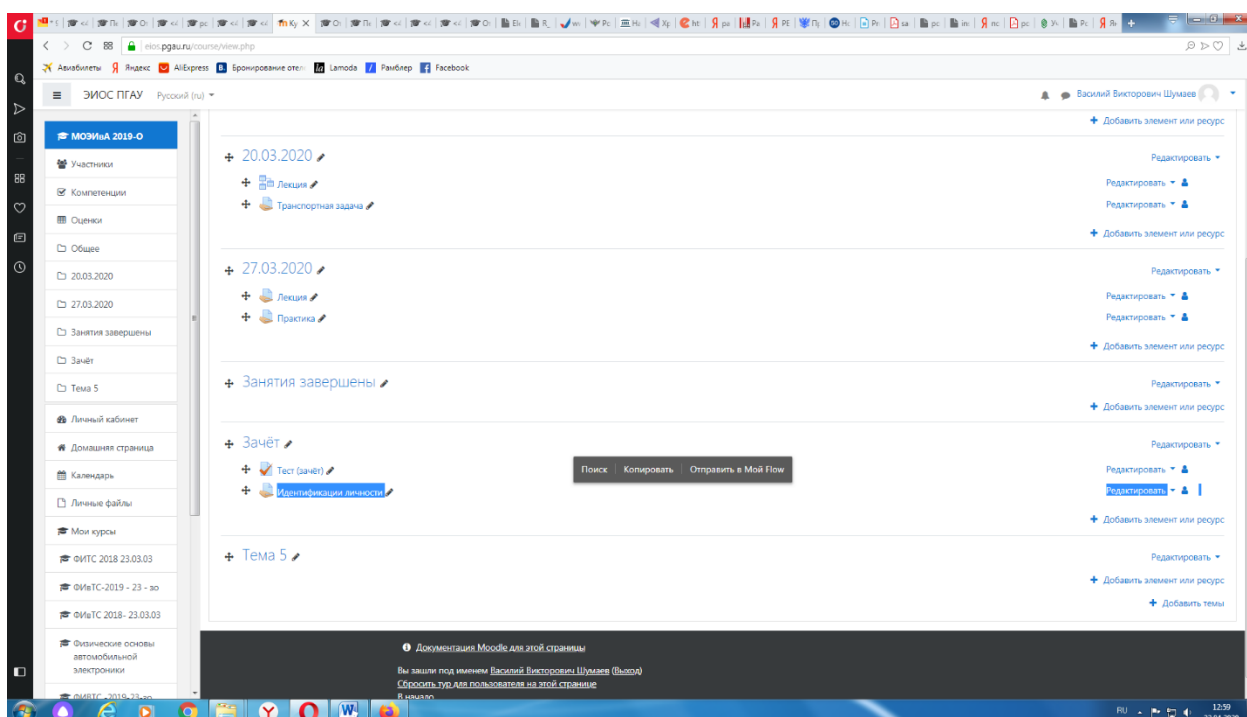 eios.pgau.ru/course/view.php
Авиабилеты Яндекс AliExpress Бронирование отел Lamoda Рамблер Facebook
ЭИОС ПГАУ Русский (ru)
Василий Викторович Шумаев
МОЭИвА 2019-О
Участники
Компетенции
Оценки
Общее
20.03.2020
27.03.2020
Занятия завершены
Зачёт
Тема 5
Личный кабинет
Домашняя страница
Календарь
Личные файлы
Мои курсы
ФИТС 2018 23.03.03
ФИвТС-2019 - 23 - зо
ФИвТС 2018- 23.03.03
Физические основы
автомобильной
электроники
Добавить элемент или ресурс
20.03.2020
Редактировать
Лекция
Редактировать
Транспортная задача
Редактировать
Добавить элемент или ресурс
27.03.2020
Редактировать
Лекция
Редактировать
Практика
Редактировать
Добавить элемент или ресурс
Занятия завершены
Редактировать
Добавить элемент или ресурс
Зачёт
Редактировать
Тест (зачёт)
Редактировать
Поиск Копировать Отправить в Мой Flow
Идентификации личности
Редактировать
Добавить элемент или ресурс
Тема 5
Редактировать
Добавить элемент или ресурс
Добавить темы
Документация Moodle для этой страницы
Вы зашли под именем Василий Викторович Шумаев (Выход)
Сбросить тур для пользователя на этой странице
В начало
RU
12:59